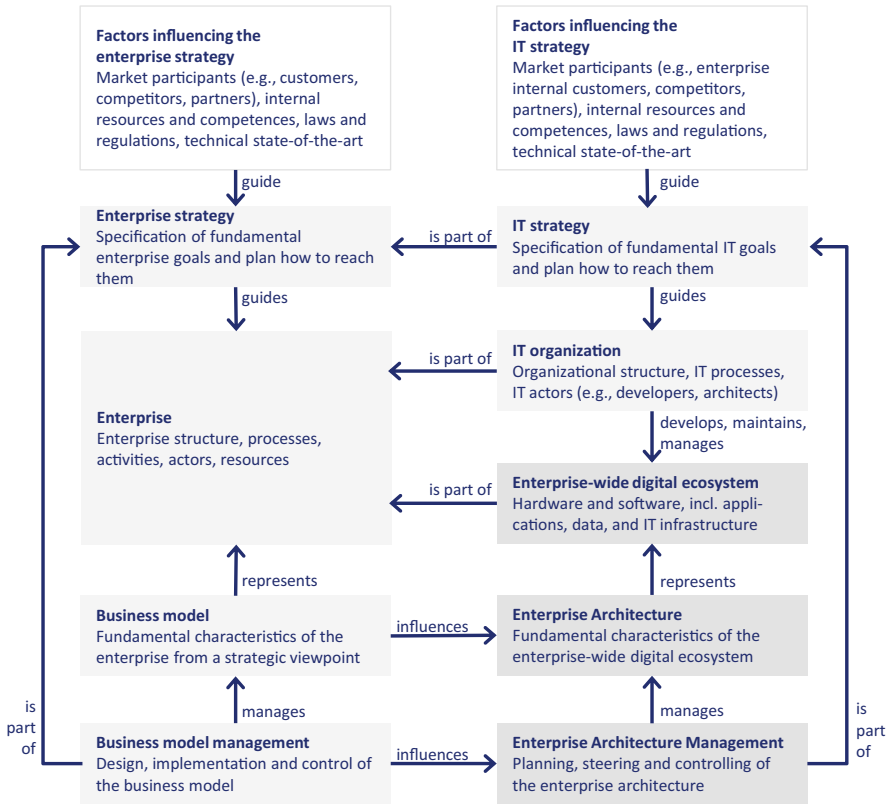 Factors influencing the
enterprise strategy
Market participants (e.g., customers,
competitors, partners), internal
resources and competences, laws and
regulations, technical state-of-the-art
Factors influencing the
IT strategy
Market participants (e.g., enterprise
internal customers, competitors,
partners), internal resources and
competences, laws and regulations,
technical state-of-the-art
guide
guide
Enterprise strategy
Specification of fundamental
enterprise goals and plan how to reach
them
is part of
IT strategy
Specification of fundamental IT goals
and plan how to reach them
guides
guides
is part of
IT organization
Organizational structure, IT processes,
IT actors (e.g., developers, architects)
Enterprise
Enterprise structure, processes,
activities, actors, resources
develops, maintains,
manages
is part of
Enterprise-wide digital ecosystem
Hardware and software, incl. appli-
cations, data, and IT infrastructure
represents
represents
Business model
Fundamental characteristics of the
enterprise from a strategic viewpoint
influences
Enterprise Architecture
Fundamental characteristics of the
enterprise-wide digital ecosystem
manages
manages
is
part
of
Business model management
Design, implementation and control of
the business model
influences
Enterprise Architecture Management
Planning, steering and controlling of
the enterprise architecture
is
part
of